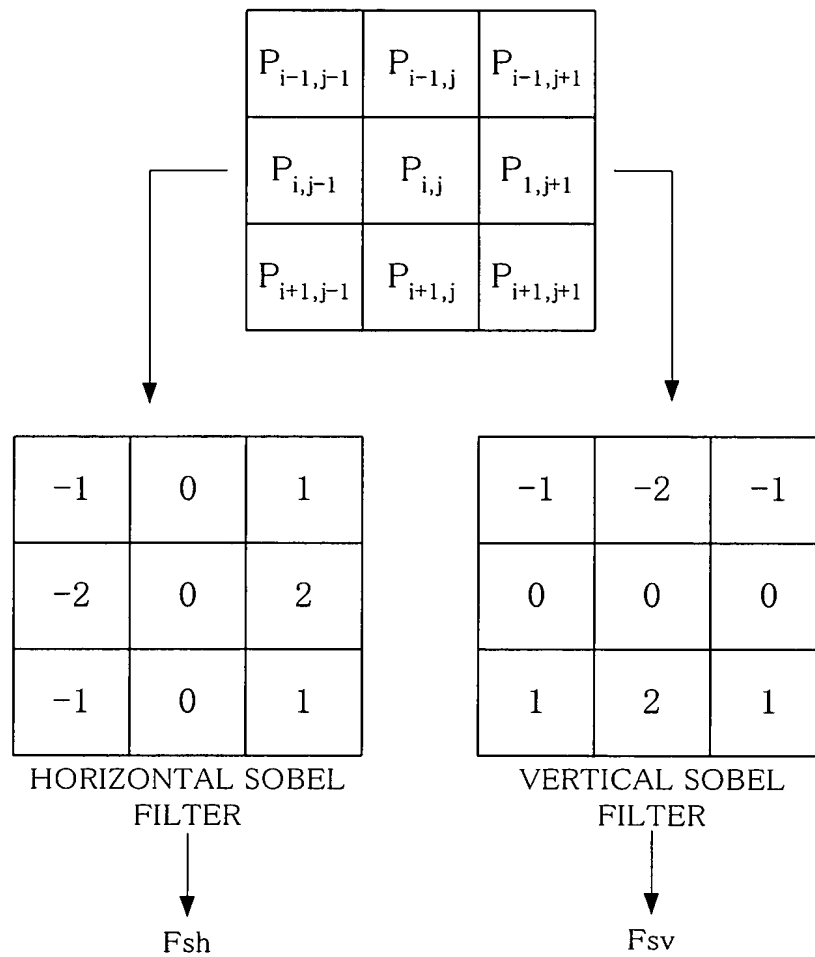 P_{i-1,j-1} P_{i-1,j} P_{i-1,j+1}
P_{i,j-1} P_{i,j} P_{1,j+1}
P_{i+1,j-1} P_{i+1,j} P_{i+1,j+1}
-1 0 1
-2 0 2
-1 0 1
HORIZONTAL SOBEL
FILTER
Fsh
-1 -2 -1
0 0 0
1 2 1
VERTICAL SOBEL
FILTER
Fsv